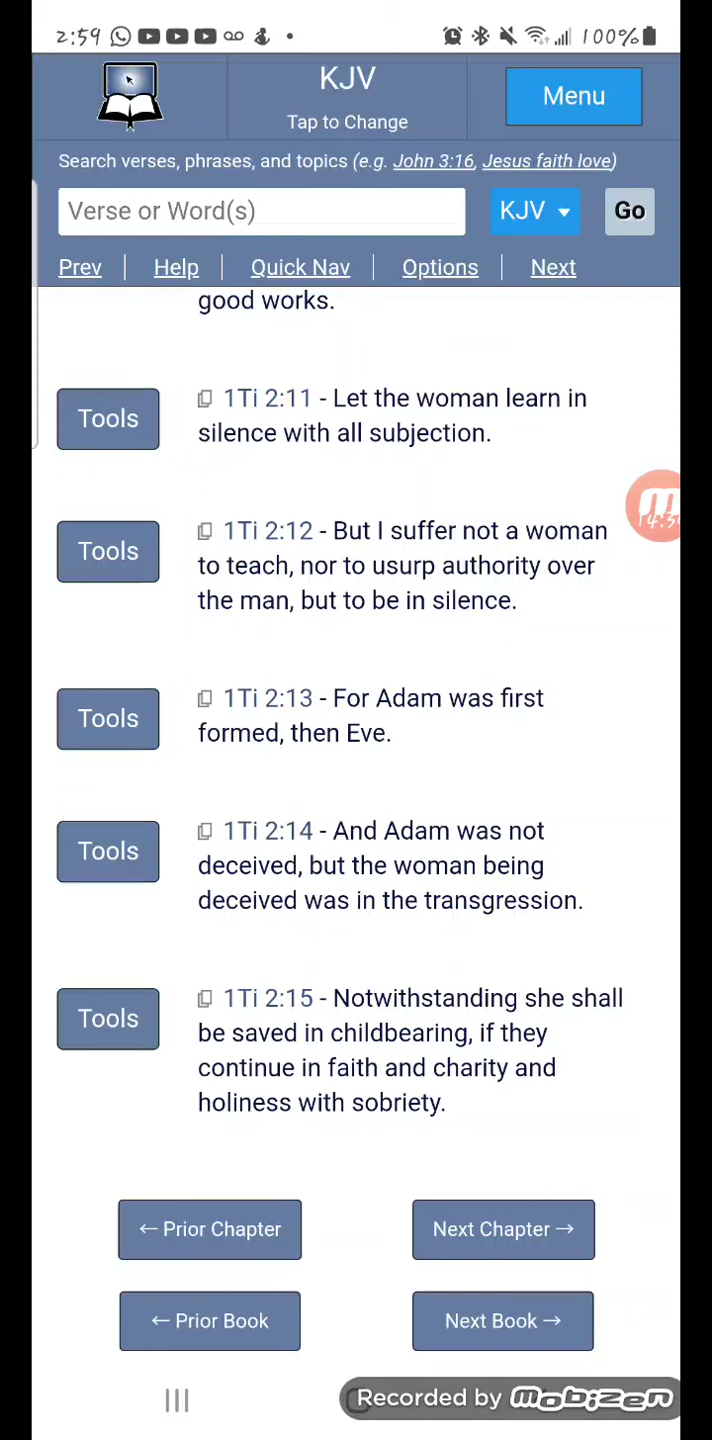 2:59 100%
KJV
Tap to Change
Menu
Search verses, phrases, and topics (e.g. John 3:16, Jesus faith love)
Verse or Word(s) KJV Go
Prev | Help | Quick Nav | Options | Next
good works.
Tools
1Ti 2:11 - Let the woman learn in
silence with all subjection.
Tools
1Ti 2:12 - But I suffer not a woman
to teach, nor to usurp authority over
the man, but to be in silence.
Tools
1Ti 2:13 - For Adam was first
formed, then Eve.
Tools
1Ti 2:14 - And Adam was not
deceived, but the woman being
deceived was in the transgression.
Tools
1Ti 2:15 - Notwithstanding she shall
be saved in childbearing, if they
continue in faith and charity and
holiness with sobriety.
← Prior Chapter Next Chapter →
← Prior Book Next Book →
Recorded by mobizen